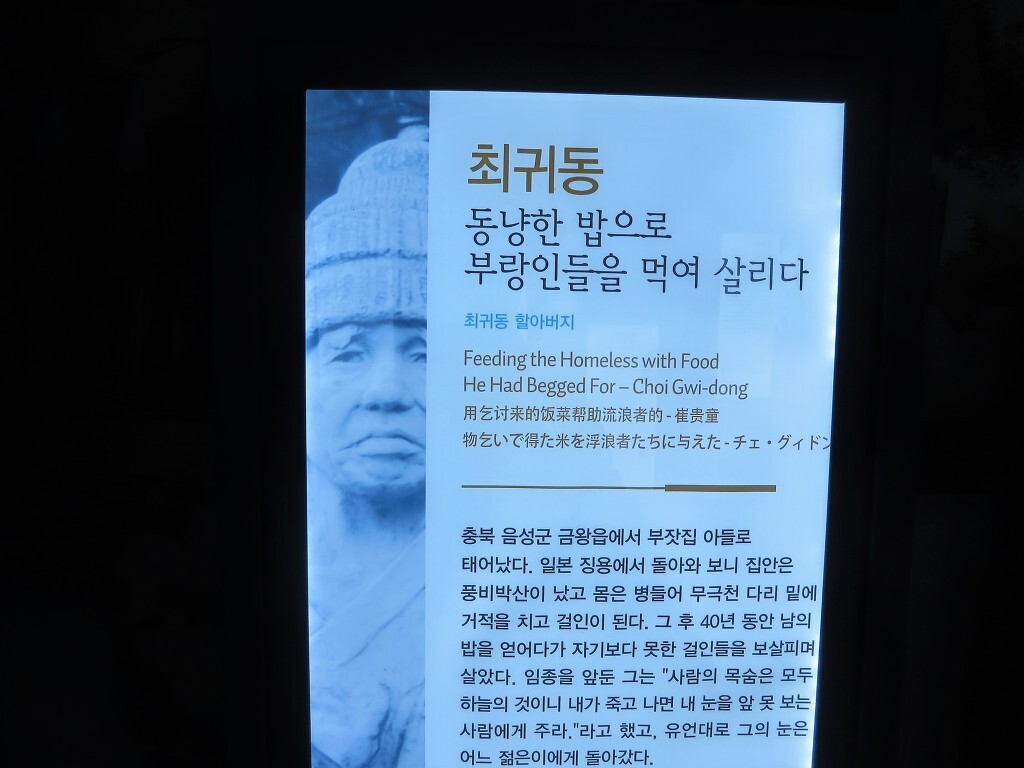 최귀동
동냥한 밥으로
부랑인들을 먹여 살리다
최귀동 할아버지
Feeding the Homeless with Food
He Had Begged For – Choi Gwi-dong
用乞讨来的饭菜帮助流浪者的 - 崔贵童
物乞いで得た米を浮浪者たちに与えた - チェ・グィドン
충북 음성군 금왕읍에서 부잣집 아들로
태어났다. 일본 징용에서 돌아와 보니 집안은
풍비박산이 났고 몸은 병들어 무극천 다리 밑에
거적을 치고 걸인이 된다. 그 후 40년 동안 남의
밥을 얻어다가 자기보다 못한 걸인들을 보살피며
살았다. 임종을 앞둔 그는 "사람의 목숨은 모두
하늘의 것이니 내가 죽고 나면 내 눈을 앞 못 보는
사람에게 주라."라고 했고, 유언대로 그의 눈은
어느 젊은이에게 돌아갔다.